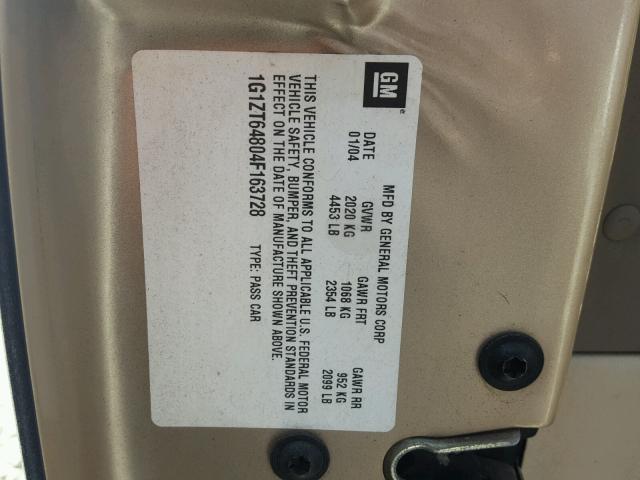 GM
MFD BY GENERAL MOTORS CORP
DATE GVWR GAWR FRT GAWR RR
01/04 2020 KG 1068 KG 952 KG
4453 LB 2354 LB 2099 LB
THIS VEHICLE CONFORMS TO ALL APPLICABLE U.S. FEDERAL MOTOR
VEHICLE SAFETY, BUMPER, AND THEFT PREVENTION STANDARDS IN
EFFECT ON THE DATE OF MANUFACTURE SHOWN ABOVE.
1G1ZT64804F163728 TYPE: PASS CAR